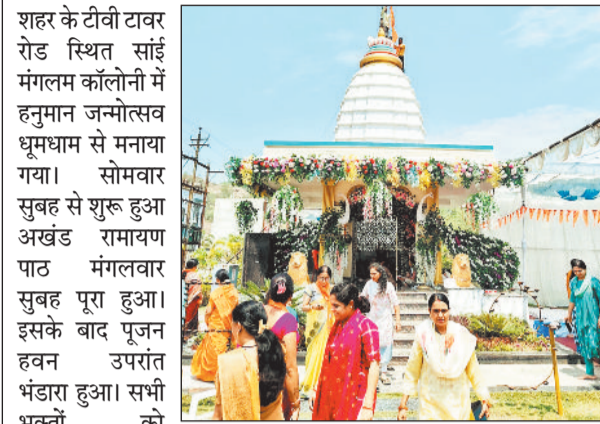 शहर के टीवी टावर
रोड स्थित सांई
मंगलम कॉलोनी में
हनुमान जन्मोत्सव
धूमधाम से मनाया
गया। सोमवार
सुबह से शुरू हुआ
अखंड रामायण
पाठ मंगलवार
सुबह पूरा हुआ।
इसके बाद पूजन
हवन उपरांत
भंडारा हुआ। सभी
भक्तों को